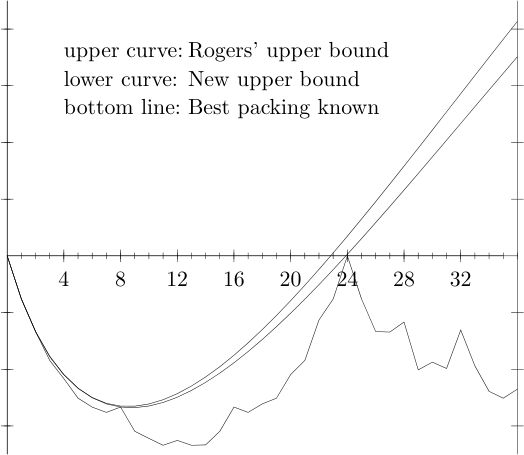 upper curve: Rogers' upper bound
lower curve: New upper bound
bottom line: Best packing known
4 8 12 16 20 24 28 32